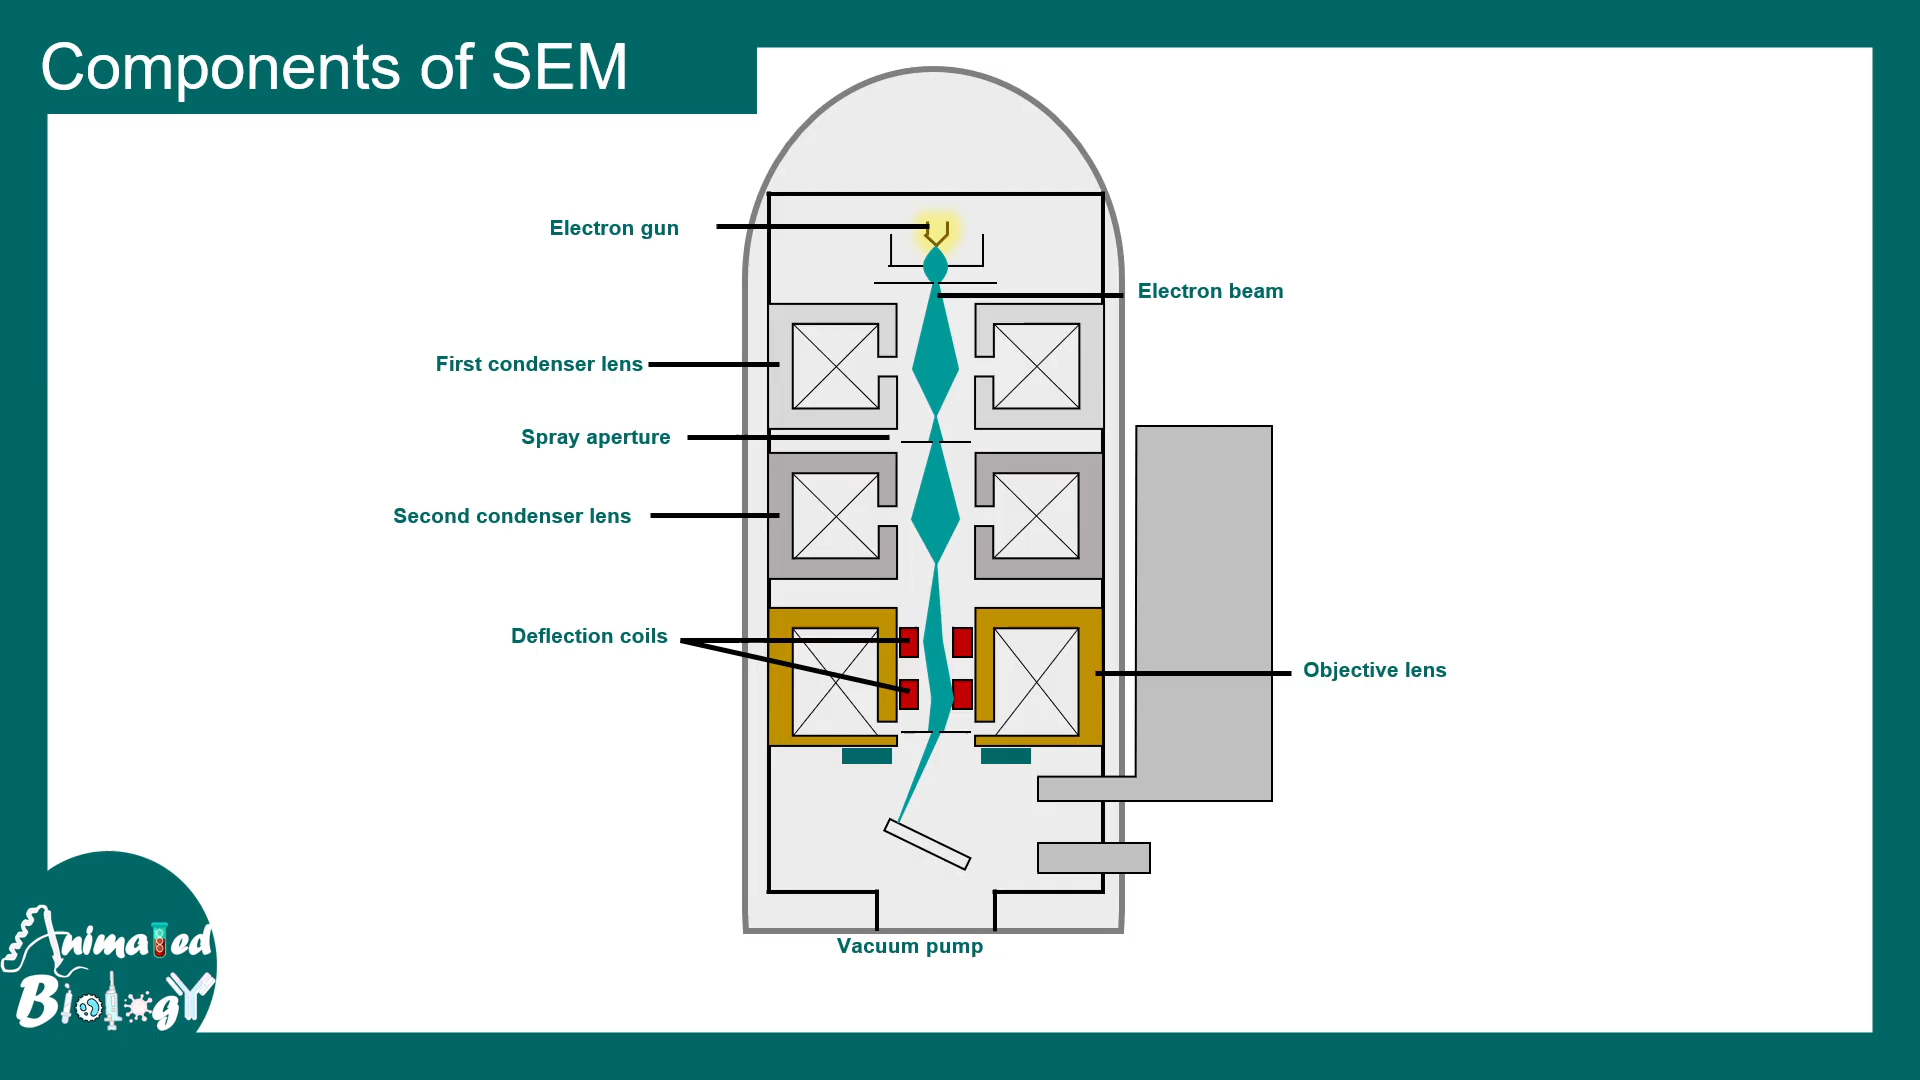 Components of SEM
Electron gun
Electron beam
First condenser lens
Spray aperture
Second condenser lens
Deflection coils
Objective lens
Vacuum pump
Animated
Biology